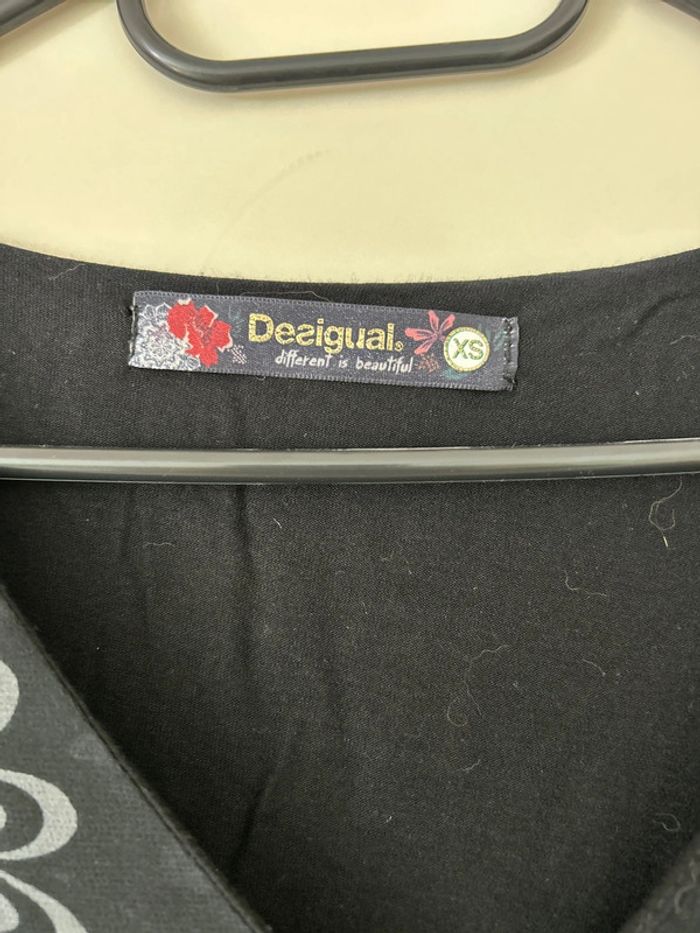 Desigual.
different is beautiful
XS